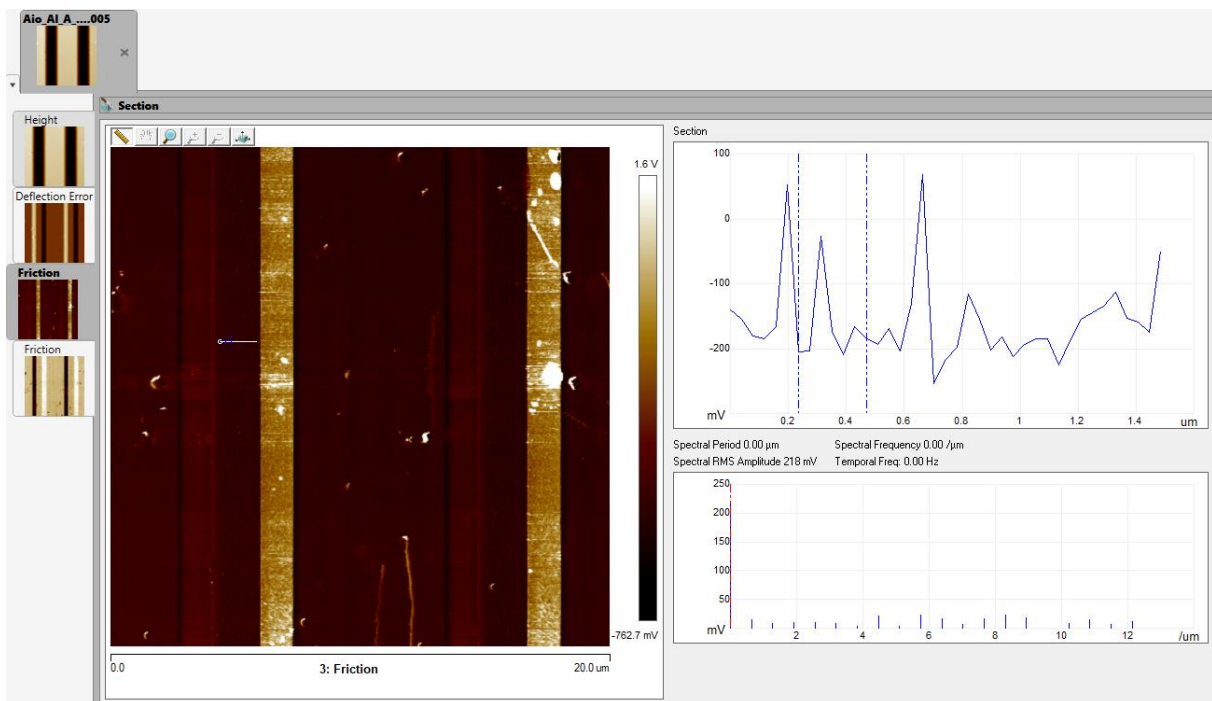 Aio_Al_A_....005
Height
Deflection Error
Friction
Friction
Section
1.6 V
-762.7 mV
0.0
3: Friction
20.0 um
Section
100
0
-100
-200
mV
0.2
0.4
0.6
0.8
1
1.2
1.4
um
Spectral Period 0.00 µm
Spectral Frequency 0.00 /µm
Spectral RMS Amplitude 218 mV
Temporal Freq: 0.00 Hz
250
200
150
100
50
mV
2
4
6
8
10
12
/um